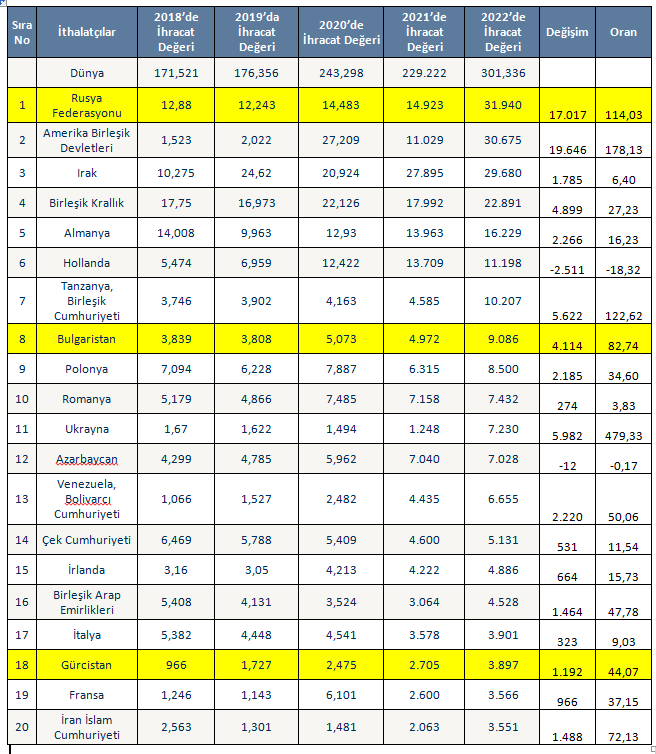 Sıra No İthalatçılar 2018’de İhracat Değeri 2019’da İhracat Değeri 2020’de İhracat Değeri 2021’de İhracat Değeri 2022’de İhracat Değeri Değişim Oran
Dünya 171,521 176,356 243,298 229.222 301,336
1 Rusya Federasyonu 12,88 12,243 14,483 14.923 31.940 17.017 114,03
2 Amerika Birleşik Devletleri 1,523 2,022 27,209 11.029 30.675 19.646 178,13
3 Irak 10,275 24,62 20,924 27.895 29.680 1.785 6,40
4 Birleşik Krallık 17,75 16,973 22,126 17.992 22.891 4.899 27,23
5 Almanya 14,008 9,963 12,93 13.963 16.229 2.266 16,23
6 Hollanda 5,474 6,959 12,422 13.709 11.198 -2.511 -18,32
7 Tanzanya, Birleşik Cumhuriyeti 3,746 3,902 4,163 4.585 10.207 5.622 122,62
8 Bulgaristan 3,839 3,808 5,073 4.972 9.086 4.114 82,74
9 Polonya 7,094 6,228 7,887 6.315 8.500 2.185 34,60
10 Romanya 5,179 4,866 7,485 7.158 7.432 274 3,83
11 Ukrayna 1,67 1,622 1,494 1.248 7.230 5.982 479,33
12 Azarbaycan 4,299 4,785 5,962 7.040 7.028 -12 -0,17
13 Venezuela, Bolivarcı Cumhuriyeti 1,066 1,527 2,482 4.435 6.655 2.220 50,06
14 Çek Cumhuriyeti 6,469 5,788 5,409 4.600 5.131 531 11,54
15 İrlanda 3,16 3,05 4,213 4.222 4.886 664 15,73
16 Birleşik Arap Emirlikleri 5,408 4,131 3,524 3.064 4.528 1.464 47,78
17 İtalya 5,382 4,448 4,541 3.578 3.901 323 9,03
18 Gürcistan 966 1,727 2,475 2.705 3.897 1.192 44,07
19 Fransa 1,246 1,143 6,101 2.600 3.566 966 37,15
20 İran İslam Cumhuriyeti 2,563 1,301 1,481 2.063 3.551 1.488 72,13